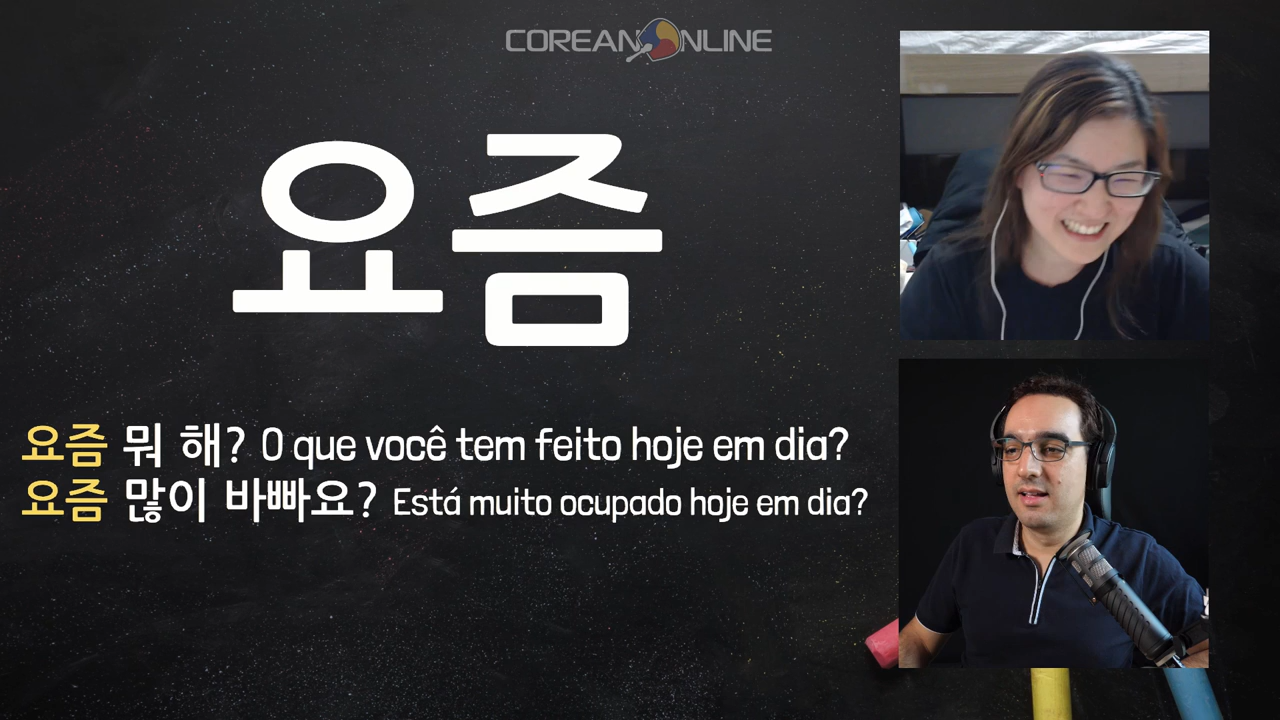 COREANONLINE
요즘
요즘 뭐 해? O que você tem feito hoje em dia?
요즘 많이 바빠요? Está muito ocupado hoje em dia?